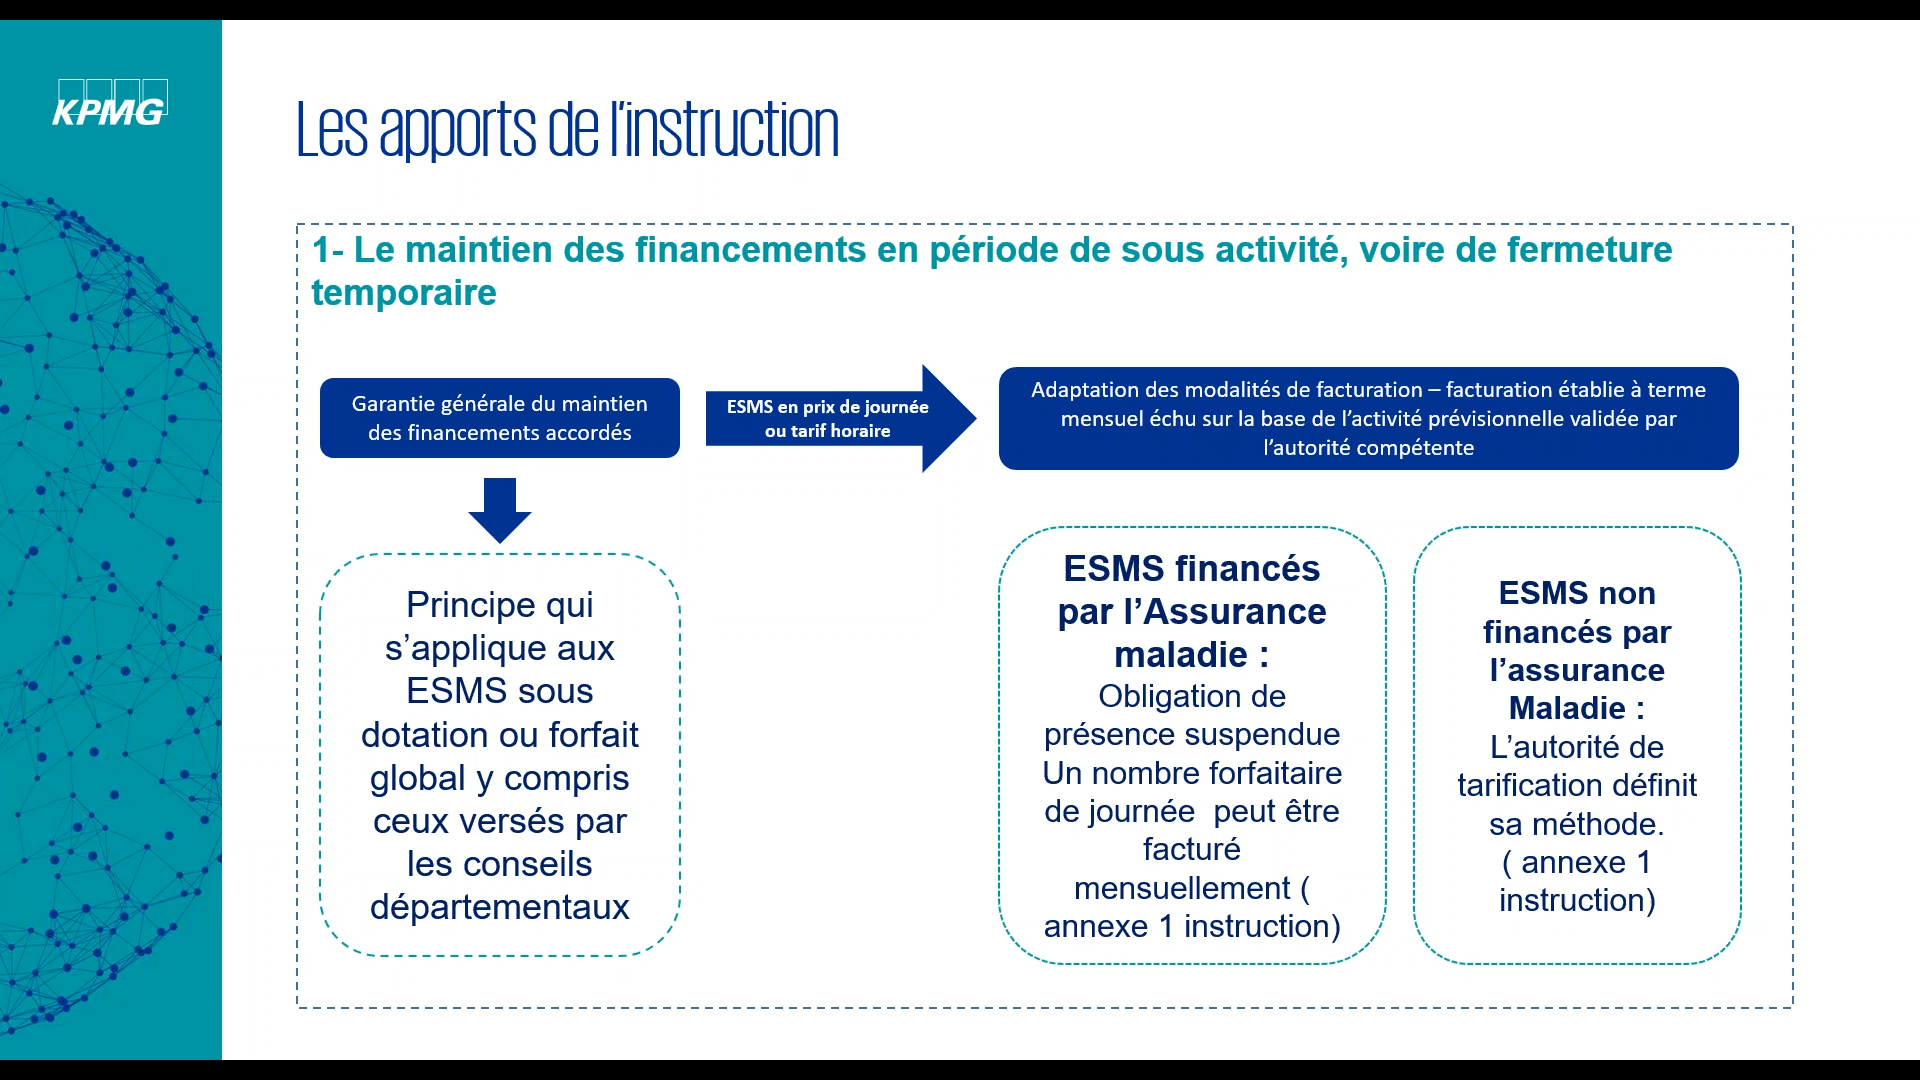 KPMG
Les apports de l'instruction
1- Le maintien des financements en période de sous activité, voire de fermeture
temporaire
Garantie générale du maintien
des financements accordés
ESMS en prix de journée
ou tarif horaire
Adaptation des modalités de facturation – facturation établie à terme
mensuel échu sur la base de l’activité prévisionnelle validée par
l’autorité compétente
Principe qui
s’applique aux
ESMS sous
dotation ou forfait
global y compris
ceux versés par
les conseils
départementaux
ESMS financés
par l’Assurance
maladie :
Obligation de
présence suspendue
Un nombre forfaitaire
de journée  peut être
facturé
mensuellement (
annexe 1 instruction)
ESMS non
financés par
l’assurance
Maladie :
L’autorité de
tarification définit
sa méthode.
( annexe 1
instruction)